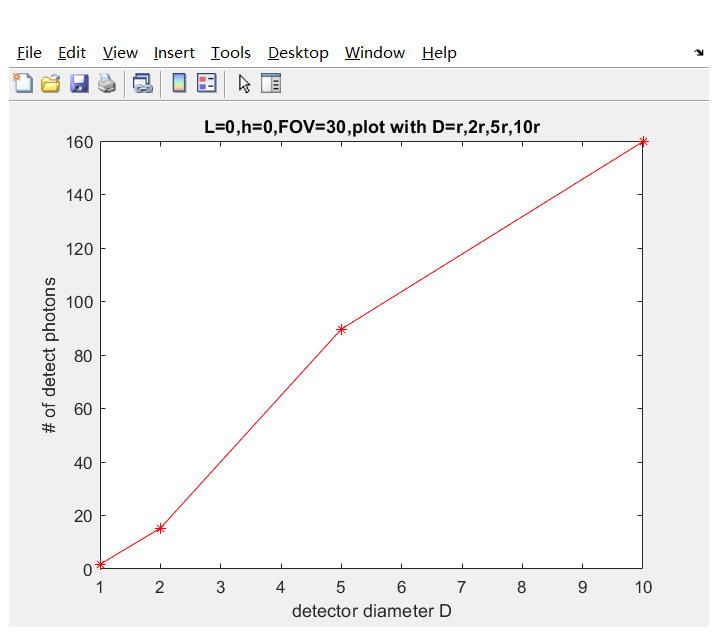 File Edit View Insert Tools Desktop Window Help
L=0,h=0,FOV=30,plot with D=r,2r,5r,10r
160
140
120
100
80
60
40
20
0
# of detect photons
1 2 3 4 5 6 7 8 9 10
detector diameter D